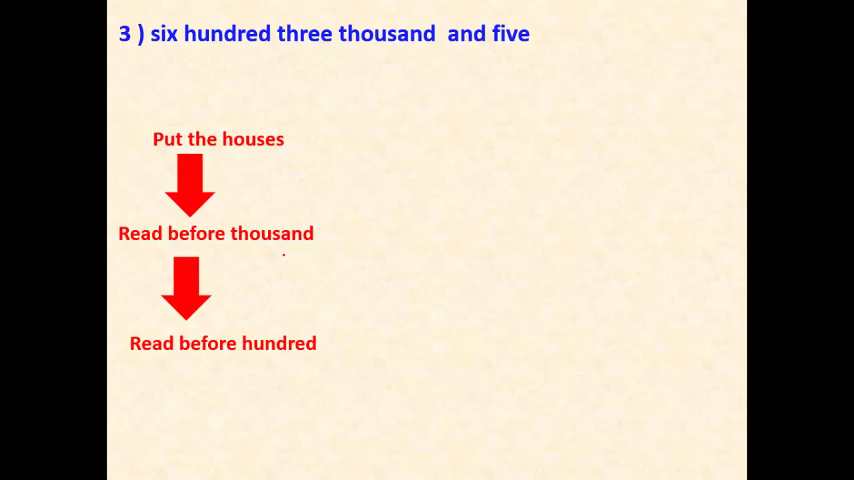 3 ) six hundred three thousand  and five
Put the houses
Read before thousand
Read before hundred